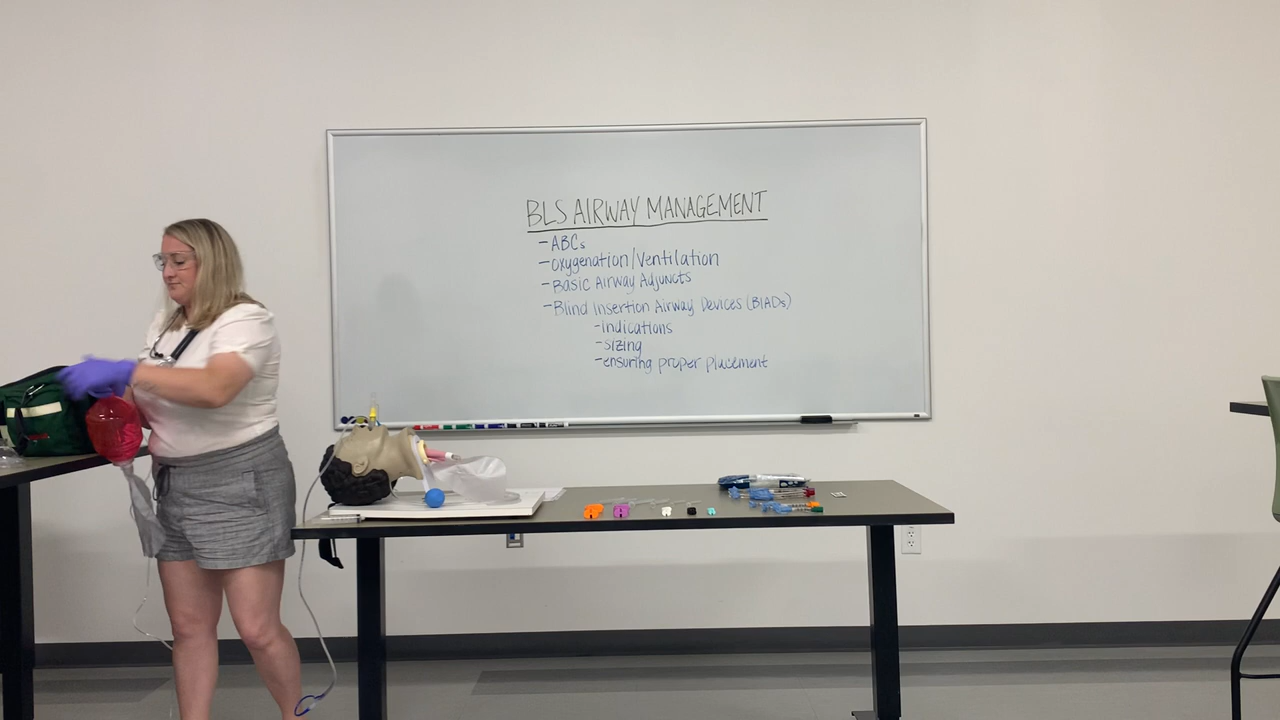 BLS AIRWAY MANAGEMENT
-ABCs
-Oxygenation/Ventilation
-Basic Airway Adjuncts
-Blind Insertion Airway Devices (BIADs)
-indications
-sizing
-ensuring proper placement